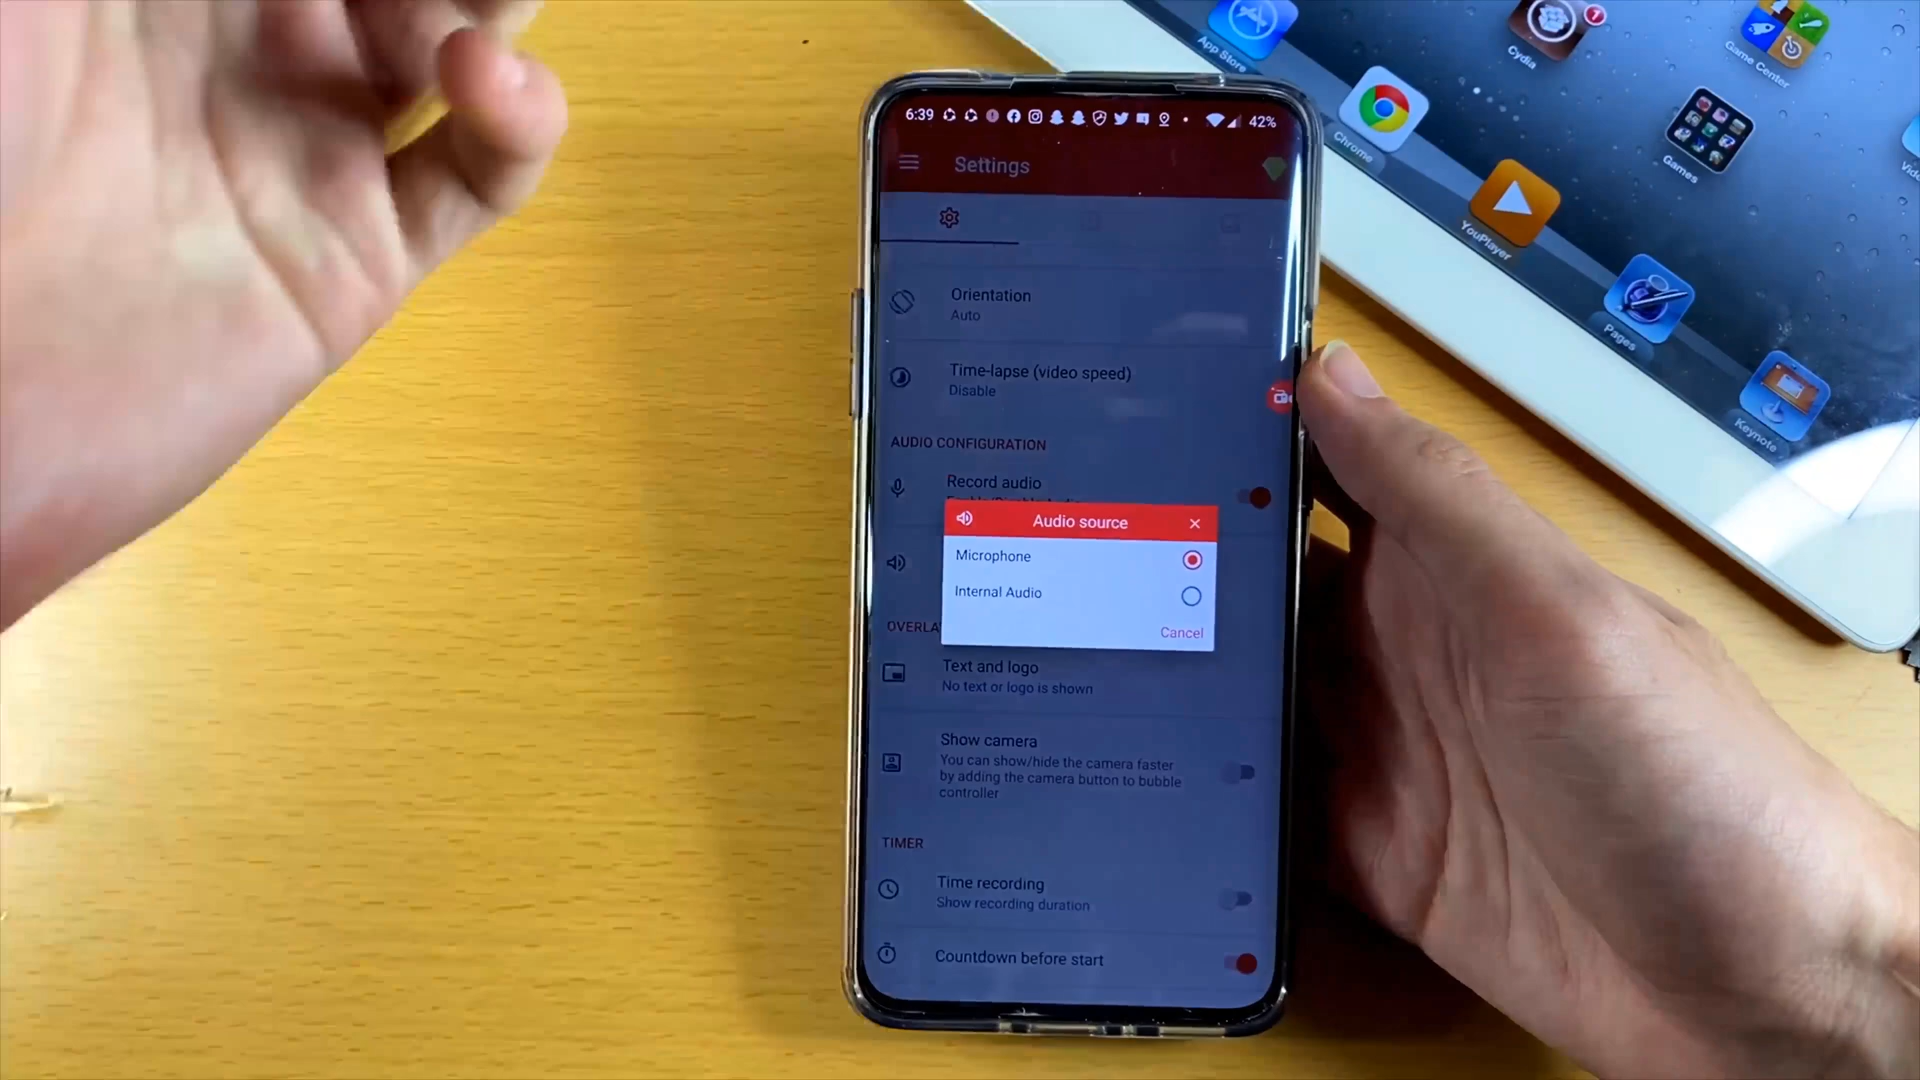 App Store
Cydia
1
Game Center
Chrome
Games
YouPlayer
Pages
Keynote
6:39
42%
Settings
Orientation
Auto
Time-lapse (video speed)
Disable
AUDIO CONFIGURATION
Record audio
Audio source
Microphone
Internal Audio
Cancel
OVERLA
Text and logo
No text or logo is shown
Show camera
You can show/hide the camera faster
by adding the camera button to bubble
controller
TIMER
Time recording
Show recording duration
Countdown before start